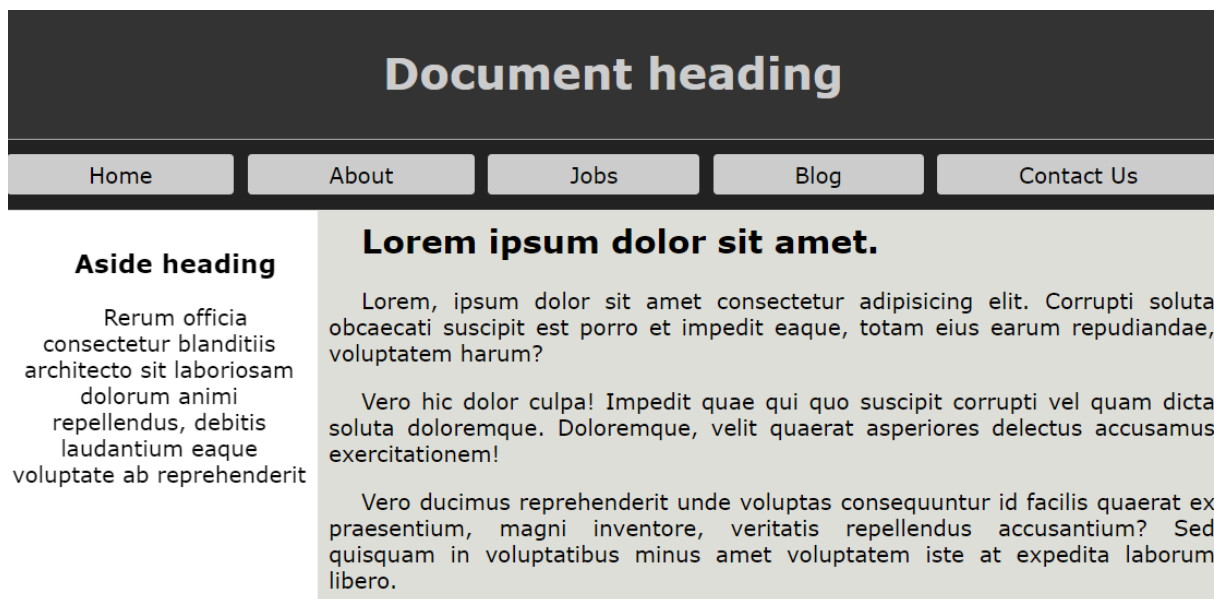 Document heading
Home About Jobs Blog Contact Us
Aside heading
Rerum officia
consectetur blanditiis
architecto sit laboriosam
dolorum animi
repellendus, debitis
laudantium eaque
voluptate ab reprehenderit
Lorem ipsum dolor sit amet.
Lorem, ipsum dolor sit amet consectetur adipisicing elit. Corrupti soluta
obcaecati suscipit est porro et impedit eaque, totam eius earum repudiandae,
voluptatem harum?
Vero hic dolor culpa! Impedit quae qui quo suscipit corrupti vel quam dicta
soluta doloremque. Doloremque, velit quaerat asperiores delectus accusamus
exercitationem!
Vero ducimus reprehenderit unde voluptas consequuntur id facilis quaerat ex
praesentium, magni inventore, veritatis repellendus accusantium? Sed
quisquam in voluptatibus minus amet voluptatem iste at expedita laborum
libero.